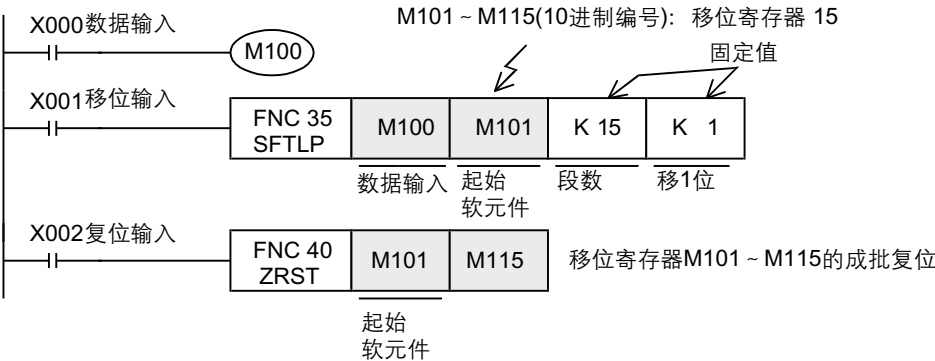 M101～M115(10进制编号)：移位寄存器 15
X000数据输入
M100
固定值
X001移位输入
FNC 35
SFTLP
M100
M101
K 15
K 1
数据输入
起始
软元件
段数
移1位
X002复位输入
FNC 40
ZRST
M101
M115
移位寄存器M101～M115的成批复位
起始
软元件